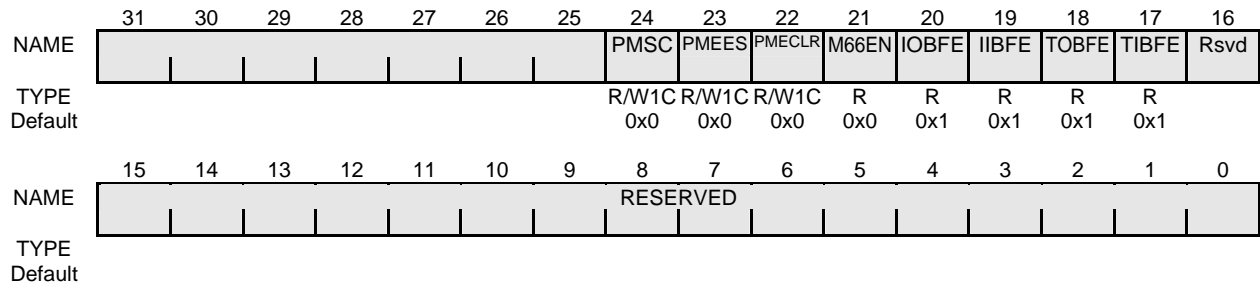 31 30 29 28 27 26 25 24 23 22 21 20 19 18 17 16
NAME PMSC PMEES PMECLR M66EN IOBFE IIBFE TOBFE TIBFE Rsvd
TYPE R/W1C R/W1C R/W1C R R R R R
Default 0x0 0x0 0x0 0x0 0x1 0x1 0x1 0x1
15 14 13 12 11 10 9 8 7 6 5 4 3 2 1 0
NAME RESERVED
TYPE
Default